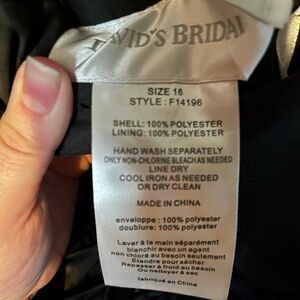 DAVID'S BRIDAL
SIZE 16
STYLE: F14196
SHELL: 100% POLYESTER
LINING: 100% POLYESTER
HAND WASH SEPARATELY
ONLY NON-CHLORINE BLEACH AS NEEDED
LINE DRY
COOL IRON AS NEEDED
OR DRY CLEAN
MADE IN CHINA
enveloppe: 100% polyester
doublure: 100% polyester
Laver à la main séparément
blanchir avec un agent
non chloré au besoin seulement
Étendre pour sécher
Repasser à froid au besoin
Ou nettoyer à sec
fabriqué en Chine